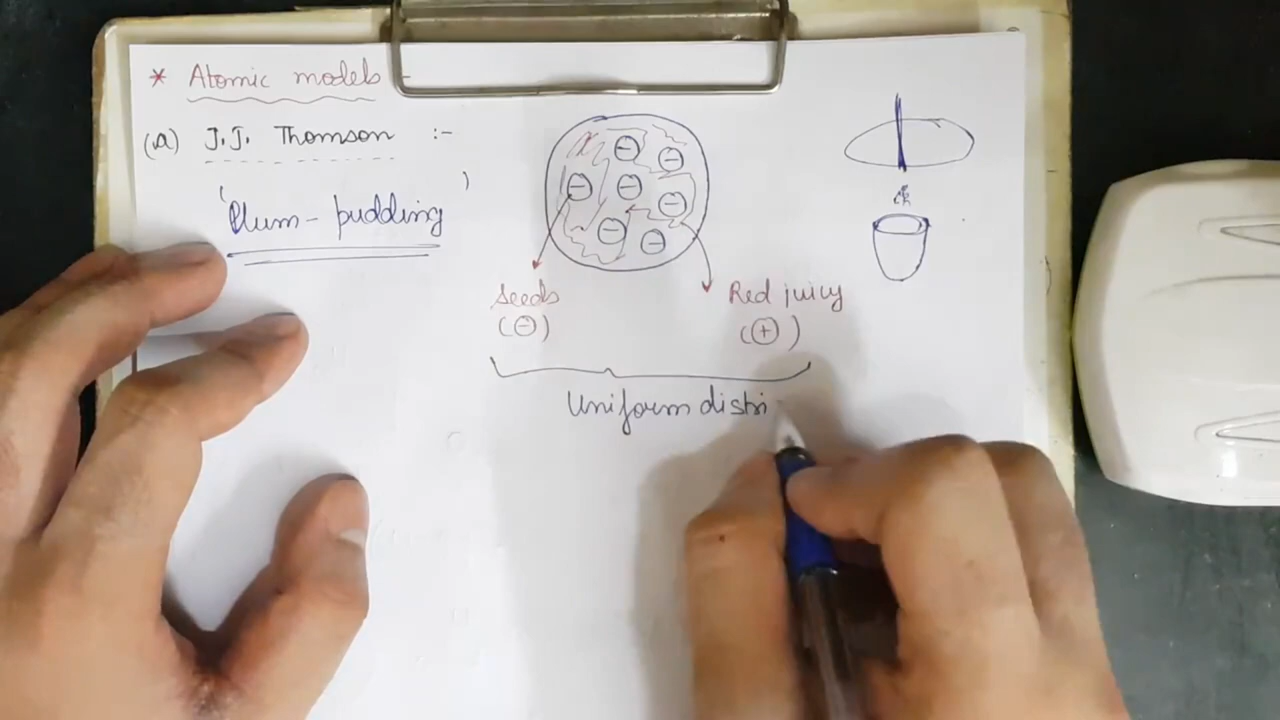 * Atomic models -
(a) J.J. Thomson :-
'Plum-pudding'
Seeds
(⊖)
Red juicy
(⊕)
Uniform distri